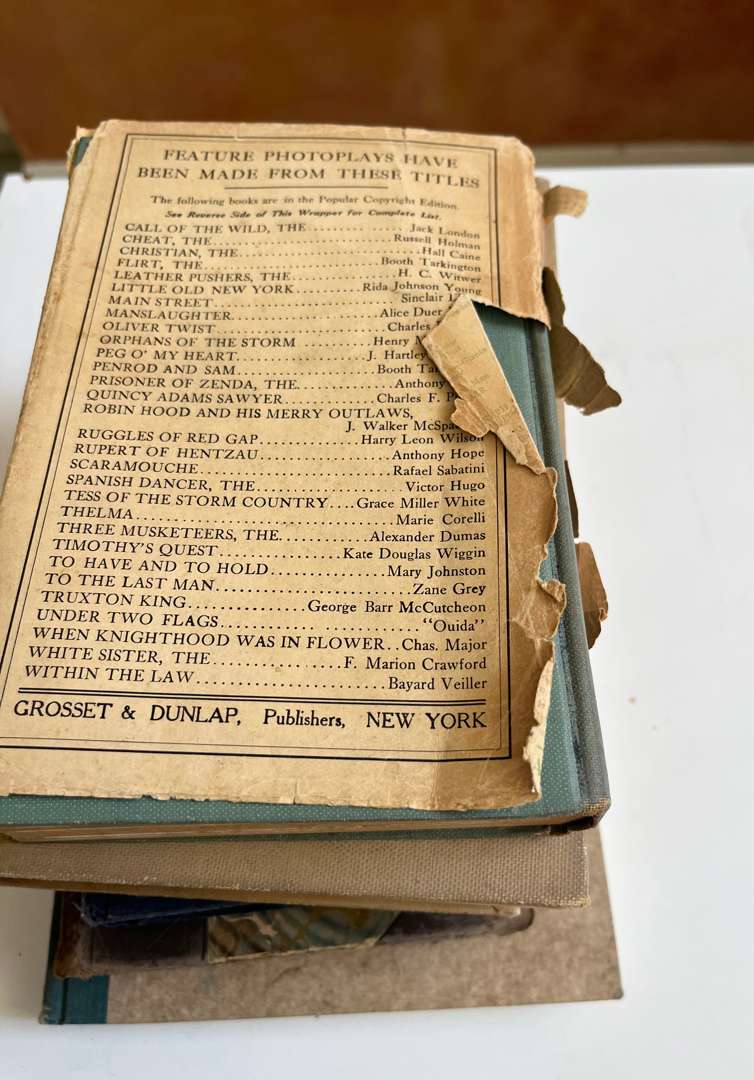 FEATURE PHOTOPLAYS HAVE
BEEN MADE FROM THESE TITLES
The following books are in the Popular Copyright Edition.
See Reverse Side of This Wrapper for Complete List.
CALL OF THE WILD, THE . . . . . . . . . . . . . Jack London
CHEAT, THE . . . . . . . . . . . . . . . . . . . . . . Russell Holman
CHRISTIAN, THE . . . . . . . . . . . . . . . . . . . . . . Hall Caine
FLIRT, THE . . . . . . . . . . . . . . . . . . . . . . Booth Tarkington
LEATHER PUSHERS, THE . . . . . . . . . . . . H. C. Witwer
LITTLE OLD NEW YORK . . . . . . . . Rida Johnson Young
MAIN STREET . . . . . . . . . . . . . . . . . . . . . . Sinclair
MANSLAUGHTER . . . . . . . . . . . . . . . . . . Alice Duer
OLIVER TWIST . . . . . . . . . . . . . . . . . . . . . Charles
ORPHANS OF THE STORM . . . . . . . . . . Henry
PEG O' MY HEART . . . . . . . . . . . . . . . . J. Hartley
PENROD AND SAM . . . . . . . . . . . . . . . . . Booth
PRISONER OF ZENDA, THE . . . . . . . . . . . Anthony
QUINCY ADAMS SAWYER . . . . . . . . . . Charles F.
ROBIN HOOD AND HIS MERRY OUTLAWS,
J. Walker
RUGGLES OF RED GAP . . . . . . . . . . . Harry Leon Wilson
RUPERT OF HENTZAU . . . . . . . . . . . . . . Anthony Hope
SCARAMOUCHE . . . . . . . . . . . . . . . . . . . . Rafael Sabatini
SPANISH DANCER, THE . . . . . . . . . . . . . . . Victor Hugo
TESS OF THE STORM COUNTRY . . . . Grace Miller White
THELMA . . . . . . . . . . . . . . . . . . . . . . . . . . . Marie Corelli
THREE MUSKETEERS, THE . . . . . . . . . Alexander Dumas
TIMOTHY'S QUEST . . . . . . . . . . . . Kate Douglas Wiggin
TO HAVE AND TO HOLD . . . . . . . . . . . Mary Johnston
TO THE LAST MAN . . . . . . . . . . . . . . . . . . . . Zane Grey
TRUXTON KING . . . . . . . . . . . George Barr McCutcheon
UNDER TWO FLAGS . . . . . . . . . . . . . . . . . . . . "Ouida"
WHEN KNIGHTHOOD WAS IN FLOWER . . Chas. Major
WHITE SISTER, THE . . . . . . . . . . . . F. Marion Crawford
WITHIN THE LAW . . . . . . . . . . . . . . . . . . Bayard Veiller
GROSSET & DUNLAP, Publishers, NEW YORK